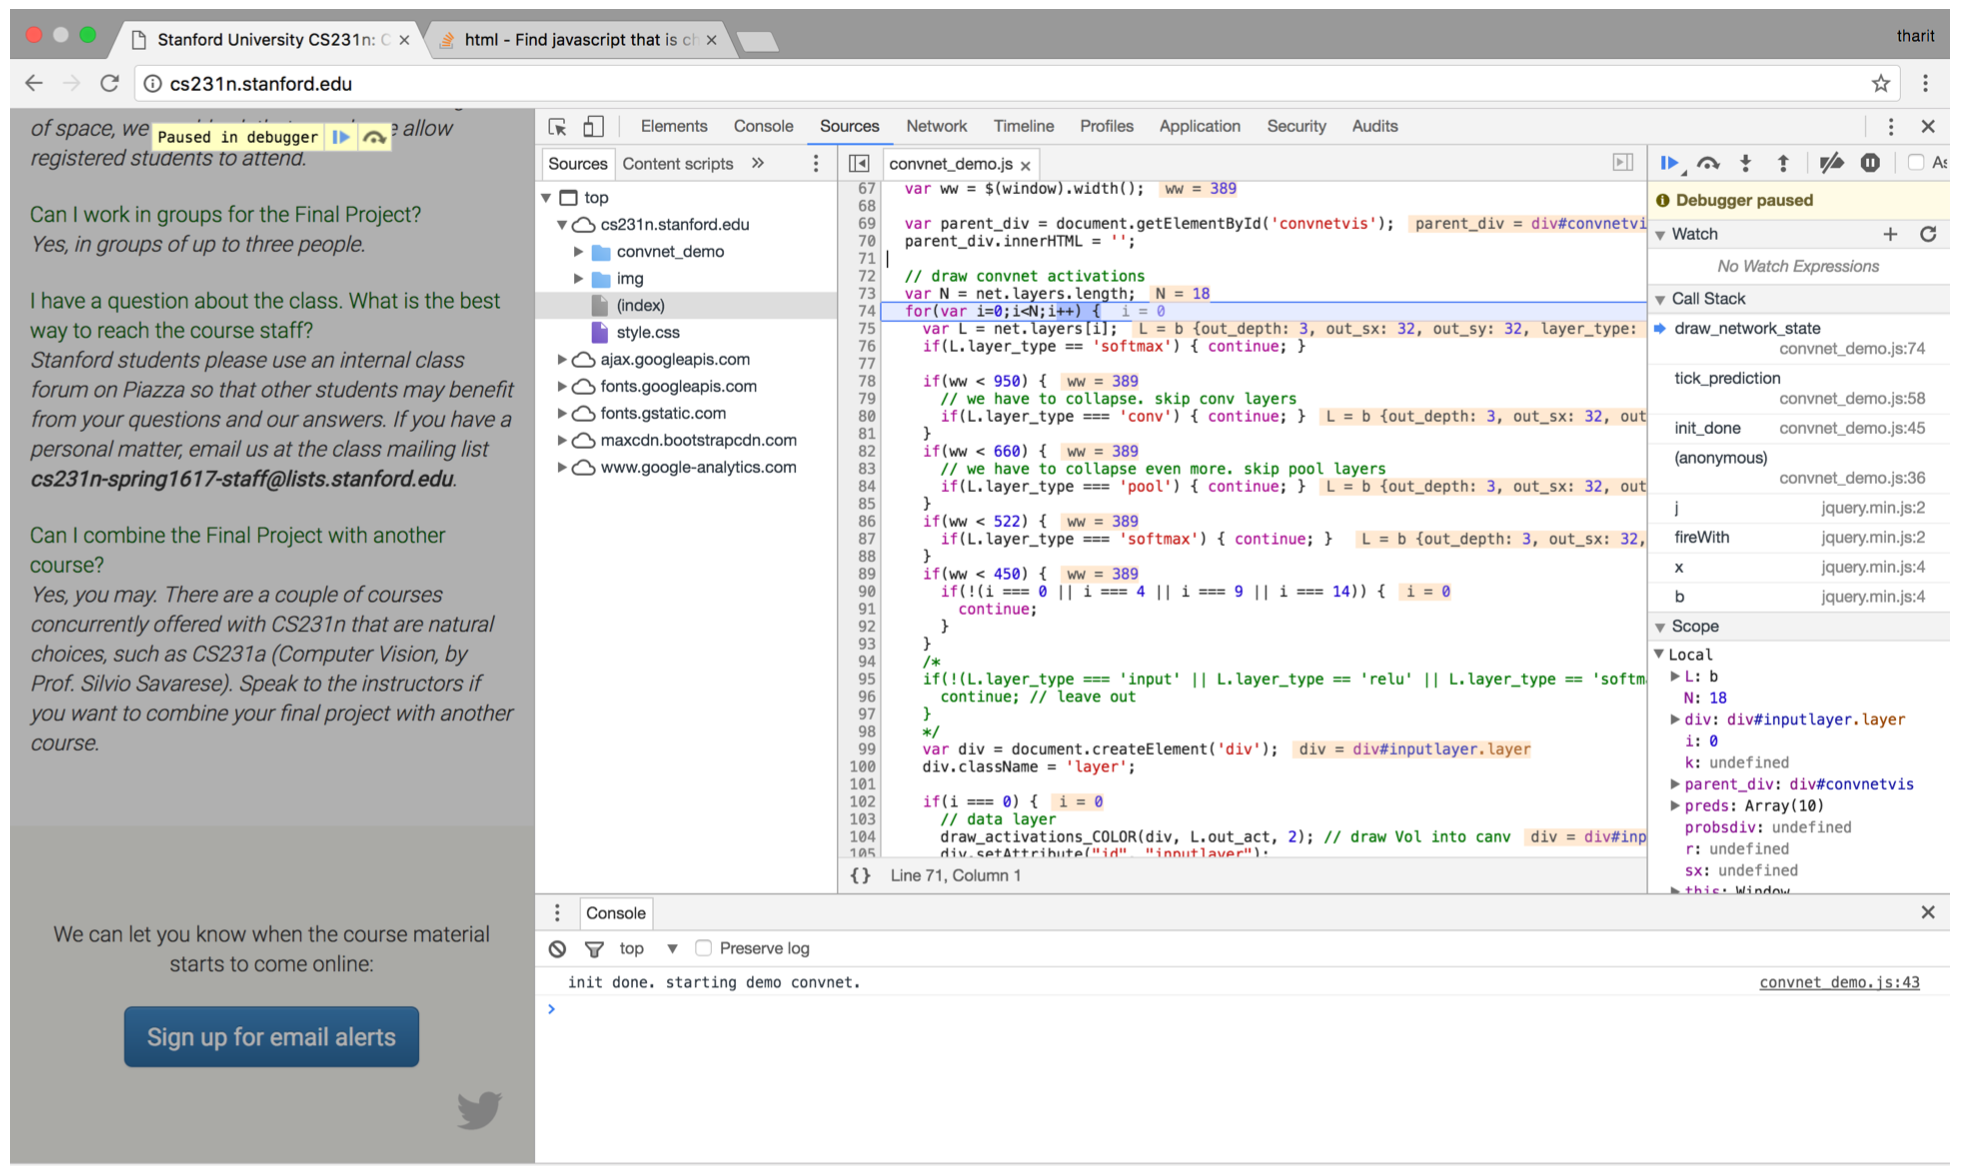 Stanford University CS231n: C
html - Find javascript that is ch
tharit
cs231n.stanford.edu
of space, we
allow
Paused in debugger
registered students to attend.
Can I work in groups for the Final Project?
Yes, in groups of up to three people.
I have a question about the class. What is the best
way to reach the course staff?
Stanford students please use an internal class
forum on Piazza so that other students may benefit
from your questions and our answers. If you have a
personal matter, email us at the class mailing list
cs231n-spring1617-staff@lists.stanford.edu.
Can I combine the Final Project with another
course?
Yes, you may. There are a couple of courses
concurrently offered with CS231n that are natural
choices, such as CS231a (Computer Vision, by
Prof. Silvio Savarese). Speak to the instructors if
you want to combine your final project with another
course.
We can let you know when the course material
starts to come online:
Sign up for email alerts
Elements Console Sources Network Timeline Profiles Application Security Audits
Sources Content scripts »
top
cs231n.stanford.edu
convnet_demo
img
(index)
style.css
ajax.googleapis.com
fonts.googleapis.com
fonts.gstatic.com
maxcdn.bootstrapcdn.com
www.google-analytics.com
convnet_demo.js
67 var ww = $(window).width(); ww = 389
68
69 var parent_div = document.getElementById('convnetvis'); parent_div = div#convnetvi
70 parent_div.innerHTML = '';
71
72 // draw convnet activations
73 var N = net.layers.length; N = 18
74 for(var i=0;i<N;i++) { i = 0
75 var L = net.layers[i]; L = b {out_depth: 3, out_sx: 32, out_sy: 32, layer_type:
76 if(L.layer_type == 'softmax') { continue; }
77
78 if(ww < 950) { ww = 389
79 // we have to collapse. skip conv layers
80 if(L.layer_type === 'conv') { continue; } L = b {out_depth: 3, out_sx: 32, out
81 }
82 if(ww < 660) { ww = 389
83 // we have to collapse even more. skip pool layers
84 if(L.layer_type === 'pool') { continue; } L = b {out_depth: 3, out_sx: 32, out
85 }
86 if(ww < 522) { ww = 389
87 if(L.layer_type === 'softmax') { continue; } L = b {out_depth: 3, out_sx: 32,
88 }
89 if(ww < 450) { ww = 389
90 if(!(i === 0 || i === 4 || i === 9 || i === 14)) { i = 0
91 continue;
92 }
93 }
94 /*
95 if(!(L.layer_type === 'input' || L.layer_type == 'relu' || L.layer_type == 'softm
96 continue; // leave out
97 }
98 */
99 var div = document.createElement('div'); div = div#inputlayer.layer
100 div.className = 'layer';
101
102 if(i === 0) { i = 0
103 // data layer
104 draw_activations_COLOR(div, L.out_act, 2); // draw Vol into canv div = div#inp
105 div.setAttribute("id", "inputlayer");
{} Line 71, Column 1
As
Debugger paused
Watch
No Watch Expressions
Call Stack
draw_network_state
convnet_demo.js:74
tick_prediction
convnet_demo.js:58
init_done convnet_demo.js:45
(anonymous)
convnet_demo.js:36
j jquery.min.js:2
fireWith jquery.min.js:2
x jquery.min.js:4
b jquery.min.js:4
Scope
Local
L: b
N: 18
div: div#inputlayer.layer
i: 0
k: undefined
parent_div: div#convnetvis
preds: Array(10)
probsdiv: undefined
r: undefined
sx: undefined
this: Window
Console
top Preserve log
init done. starting demo convnet. convnet_demo.js:43